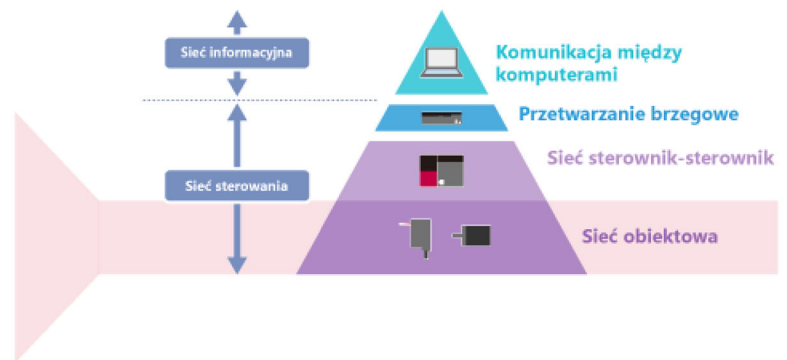 Sieć informacyjna
Komunikacja między
komputerami
Przetwarzanie brzegowe
Sieć sterownik-sterownik
Sieć sterowania
Sieć obiektowa